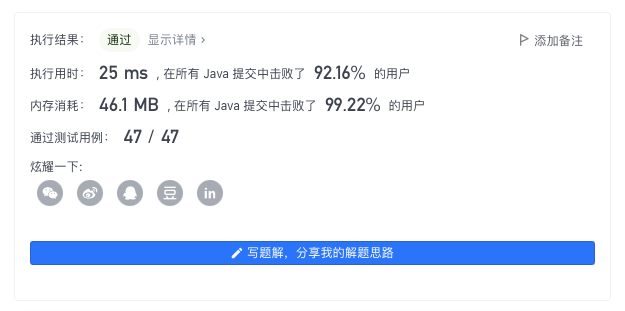 执行结果： 通过 显示详情 › 添加备注
执行用时： 25 ms , 在所有 Java 提交中击败了 92.16% 的用户
内存消耗： 46.1 MB , 在所有 Java 提交中击败了 99.22% 的用户
通过测试用例： 47 / 47
炫耀一下:
豆 in
写题解，分享我的解题思路